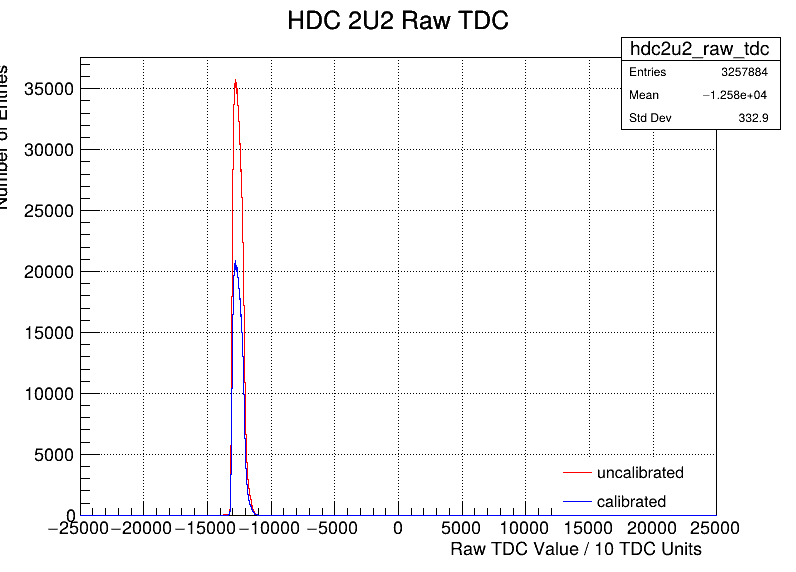 HDC 2U2 Raw TDC
hdc2u2_raw_tdc
Entries 3257884
Mean −1.258e+04
Std Dev 332.9
Number of Entries
35000
30000
25000
20000
15000
10000
5000
0
−25000 −20000 −15000 −10000 −5000 0 5000 10000 15000 20000 25000
uncalibrated
calibrated
Raw TDC Value / 10 TDC Units